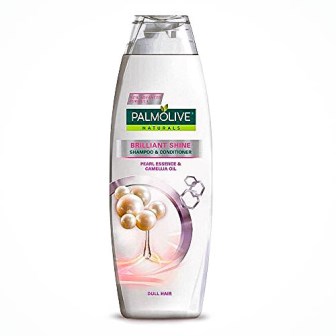 PALMOLIVE
NATURALS
BRILLIANT SHINE
SHAMPOO & CONDITIONER
PEARL ESSENCE &
CAMELLIA OIL
DULL HAIR